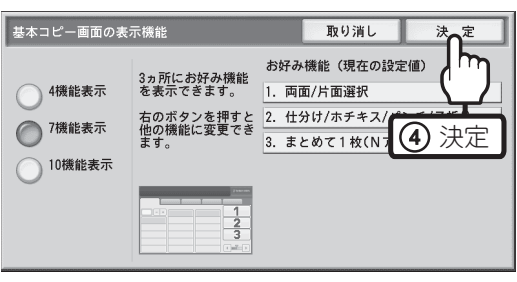 基本コピー画面の表示機能
取り消し
決 定
4機能表示
7機能表示
10機能表示
3ヵ所にお好み機能
を表示できます。
右のボタンを押すと
他の機能に変更でき
ます。
お好み機能（現在の設定値）
1. 両面/片面選択
2. 仕分け/ホチキス/
3. まとめて1枚(N
④ 決定
1
2
3